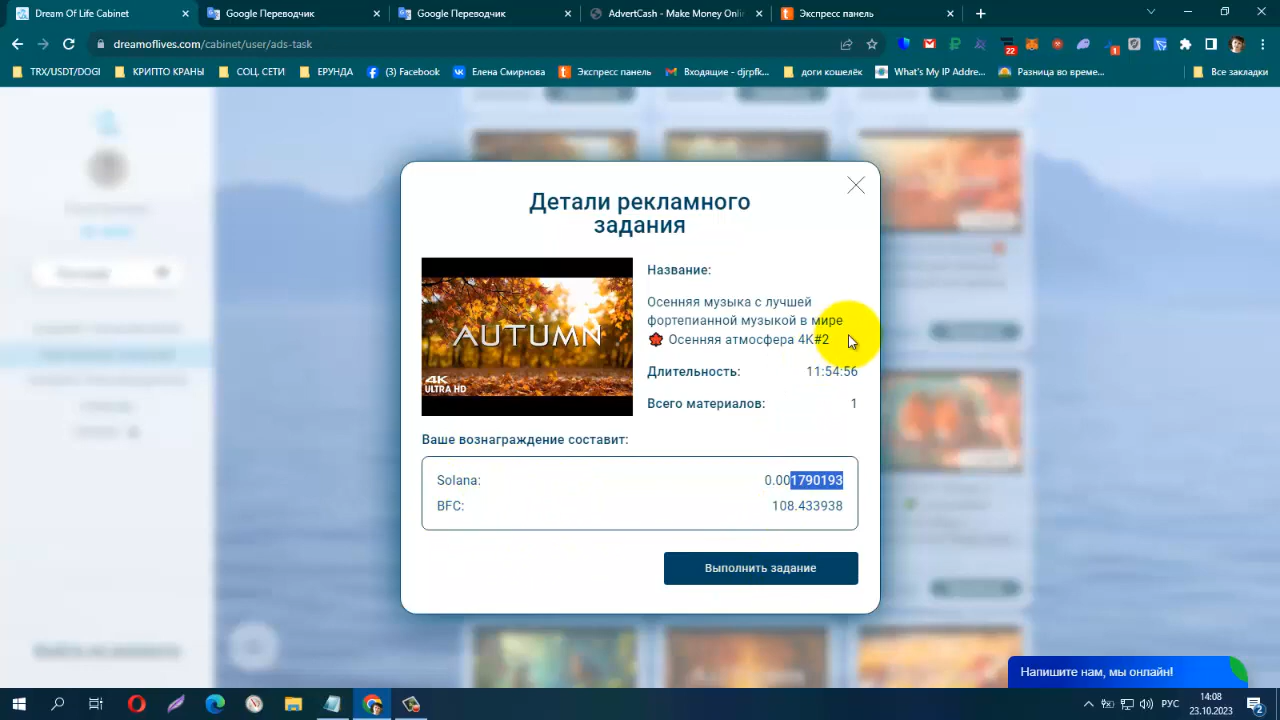 Dream Of Life Cabinet
Google Переводчик
Google Переводчик
AdvertCash - Make Money Onli
Экспресс панель
dreamoflives.com/cabinet/user/ads-task
22
1
TRX/USDT/DOGI
КРИПТО КРАНЫ
СОЦ. СЕТИ
ЕРУНДА
(3) Facebook
Елена Смирнова
Экспресс панель
Входящие - djrpfk...
доги кошелёк
What's My IP Addre...
Разница во време...
Все закладки
Детали рекламного
задания
AUTUMN
4K
ULTRA HD
Название:
Осенняя музыка с лучшей
фортепианной музыкой в мире
🍁 Осенняя атмосфера 4K#2
Длительность: 11:54:56
Всего материалов: 1
Ваше вознаграждение составит:
Solana: 0.001790193
BFC: 108.433938
Выполнить задание
Напишите нам, мы онлайн!
РУС
14:08
23.10.2023
2